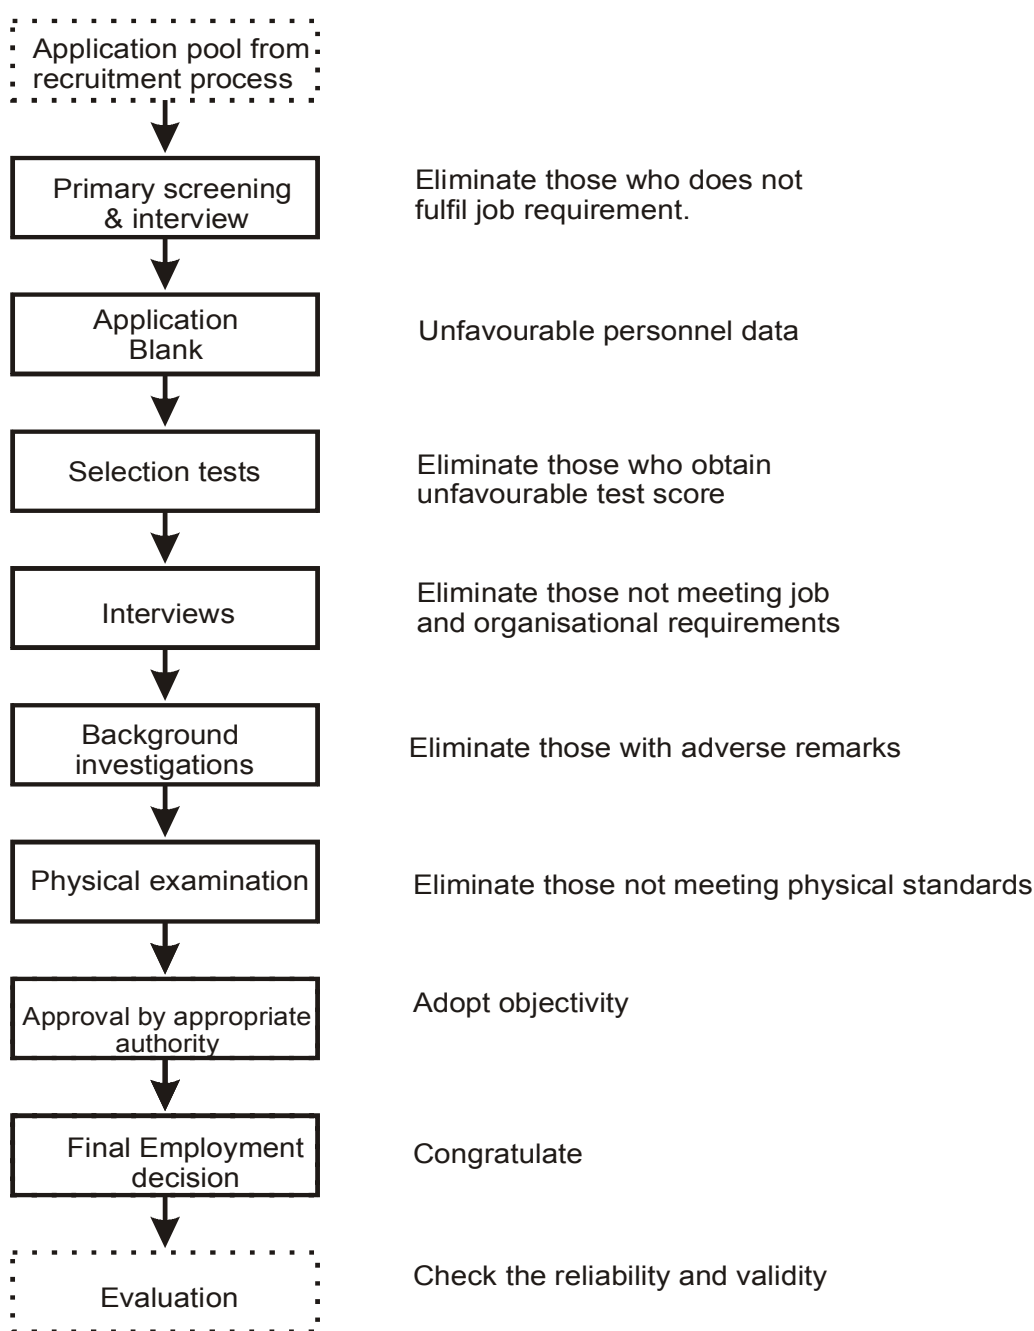 Application pool from
recruitment process
Primary screening
& interview
Eliminate those who does not
fulfil job requirement.
Application
Blank
Unfavourable personnel data
Selection tests
Eliminate those who obtain
unfavourable test score
Interviews
Eliminate those not meeting job
and organisational requirements
Background
investigations
Eliminate those with adverse remarks
Physical examination
Eliminate those not meeting physical standards
Approval by appropriate
authority
Adopt objectivity
Final Employment
decision
Congratulate
Evaluation
Check the reliability and validity